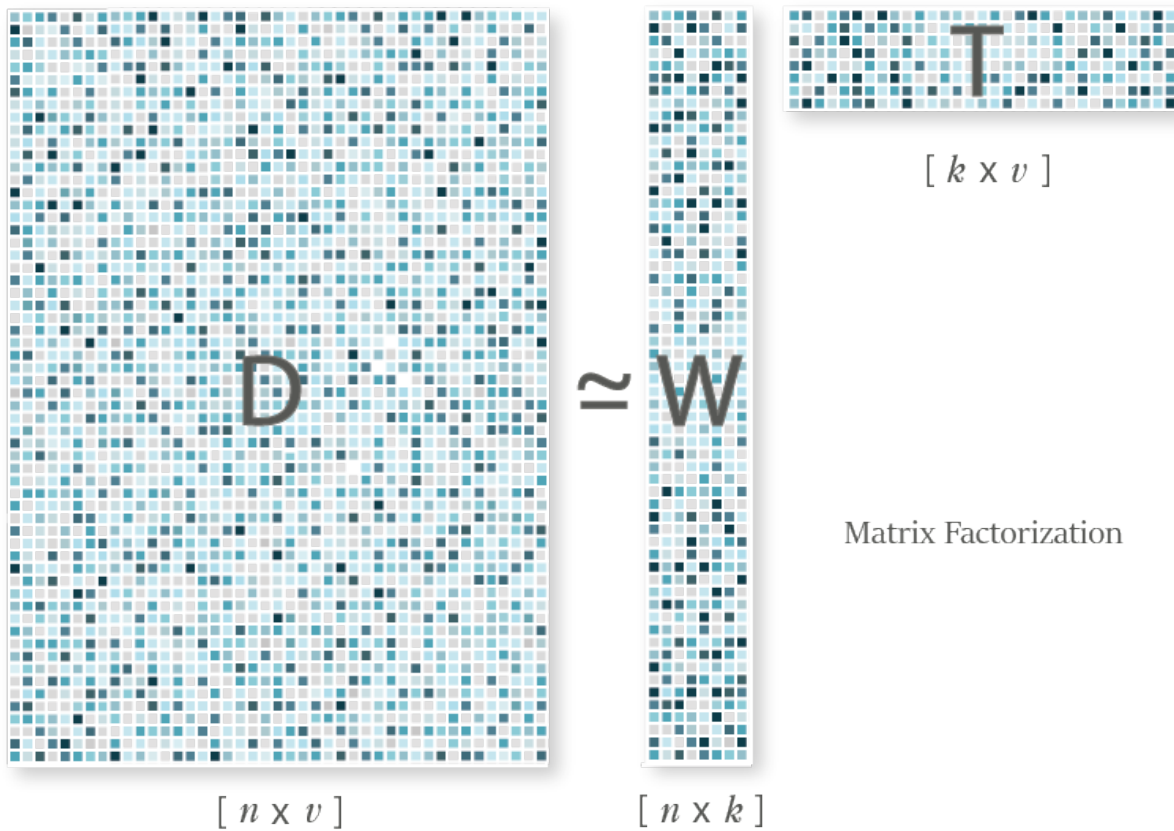 D
≃
W
T
[ k x v ]
Matrix Factorization
[ n x v ]
[ n x k ]